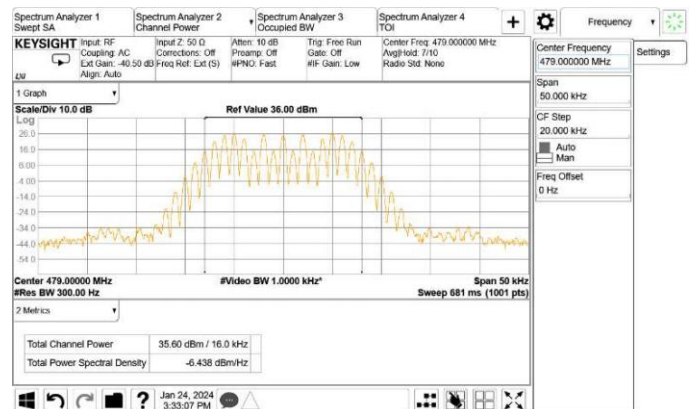 Spectrum Analyzer 1
Swept SA
Spectrum Analyzer 2
Channel Power
Spectrum Analyzer 3
Occupied BW
Spectrum Analyzer 4
TOI
+
Frequency
KEYSIGHT
Input: RF
Coupling: AC
Ext Gain: -40.50 dB
Align: Auto
Input Z: 50 Ω
Corrections: Off
Freq Ref: Ext (S)
Atten: 10 dB
Preamp: Off
#PNO: Fast
Trig: Free Run
Gate: Off
#IF Gain: Low
Center Freq: 479.000000 MHz
Avg|Hold: 7/10
Radio Std: None
Center Frequency
479.000000 MHz
Settings
Span
50.000 kHz
CF Step
20.000 kHz
Auto
Man
Freq Offset
0 Hz
LXI
1 Graph
Scale/Div 10.0 dB
Ref Value 36.00 dBm
Log
26.0
16.0
6.00
-4.00
-14.0
-24.0
-34.0
-44.0
-54.0
Center 479.00000 MHz
#Video BW 1.0000 kHz*
Span 50 kHz
#Res BW 300.00 Hz
Sweep 681 ms (1001 pts)
2 Metrics
Total Channel Power 35.60 dBm / 16.0 kHz
Total Power Spectral Density -6.438 dBm/Hz
?
Jan 24, 2024
3:33:07 PM